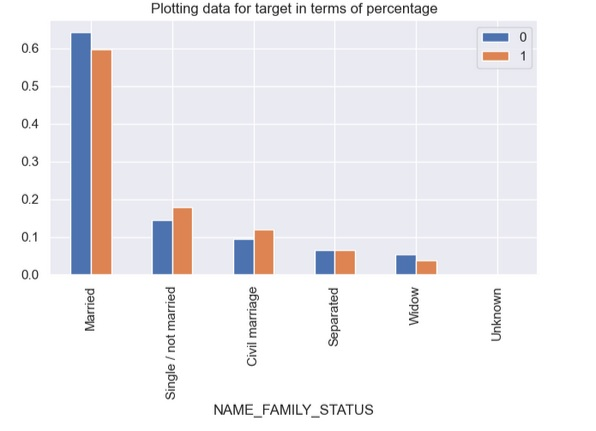 Plotting data for target in terms of percentage
0
1
0.6
0.5
0.4
0.3
0.2
0.1
0.0
Married
Single / not married
Civil marriage
Separated
Widow
Unknown
NAME_FAMILY_STATUS